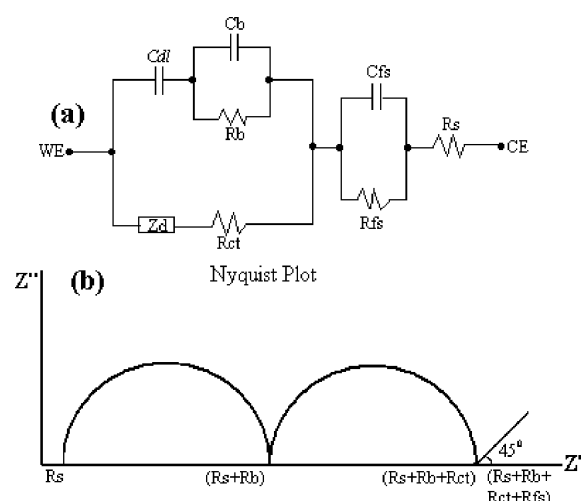 Cb
Cdl
Cfs
(a)
Rb
Rs
WE
CE
Zd
Rct
Rfs
Nyquist Plot
Z''
(b)
45⁰
Z'
Rs
(Rs+Rb)
(Rs+Rb+Rct)
(Rs+Rb+
Rct+Rfs)